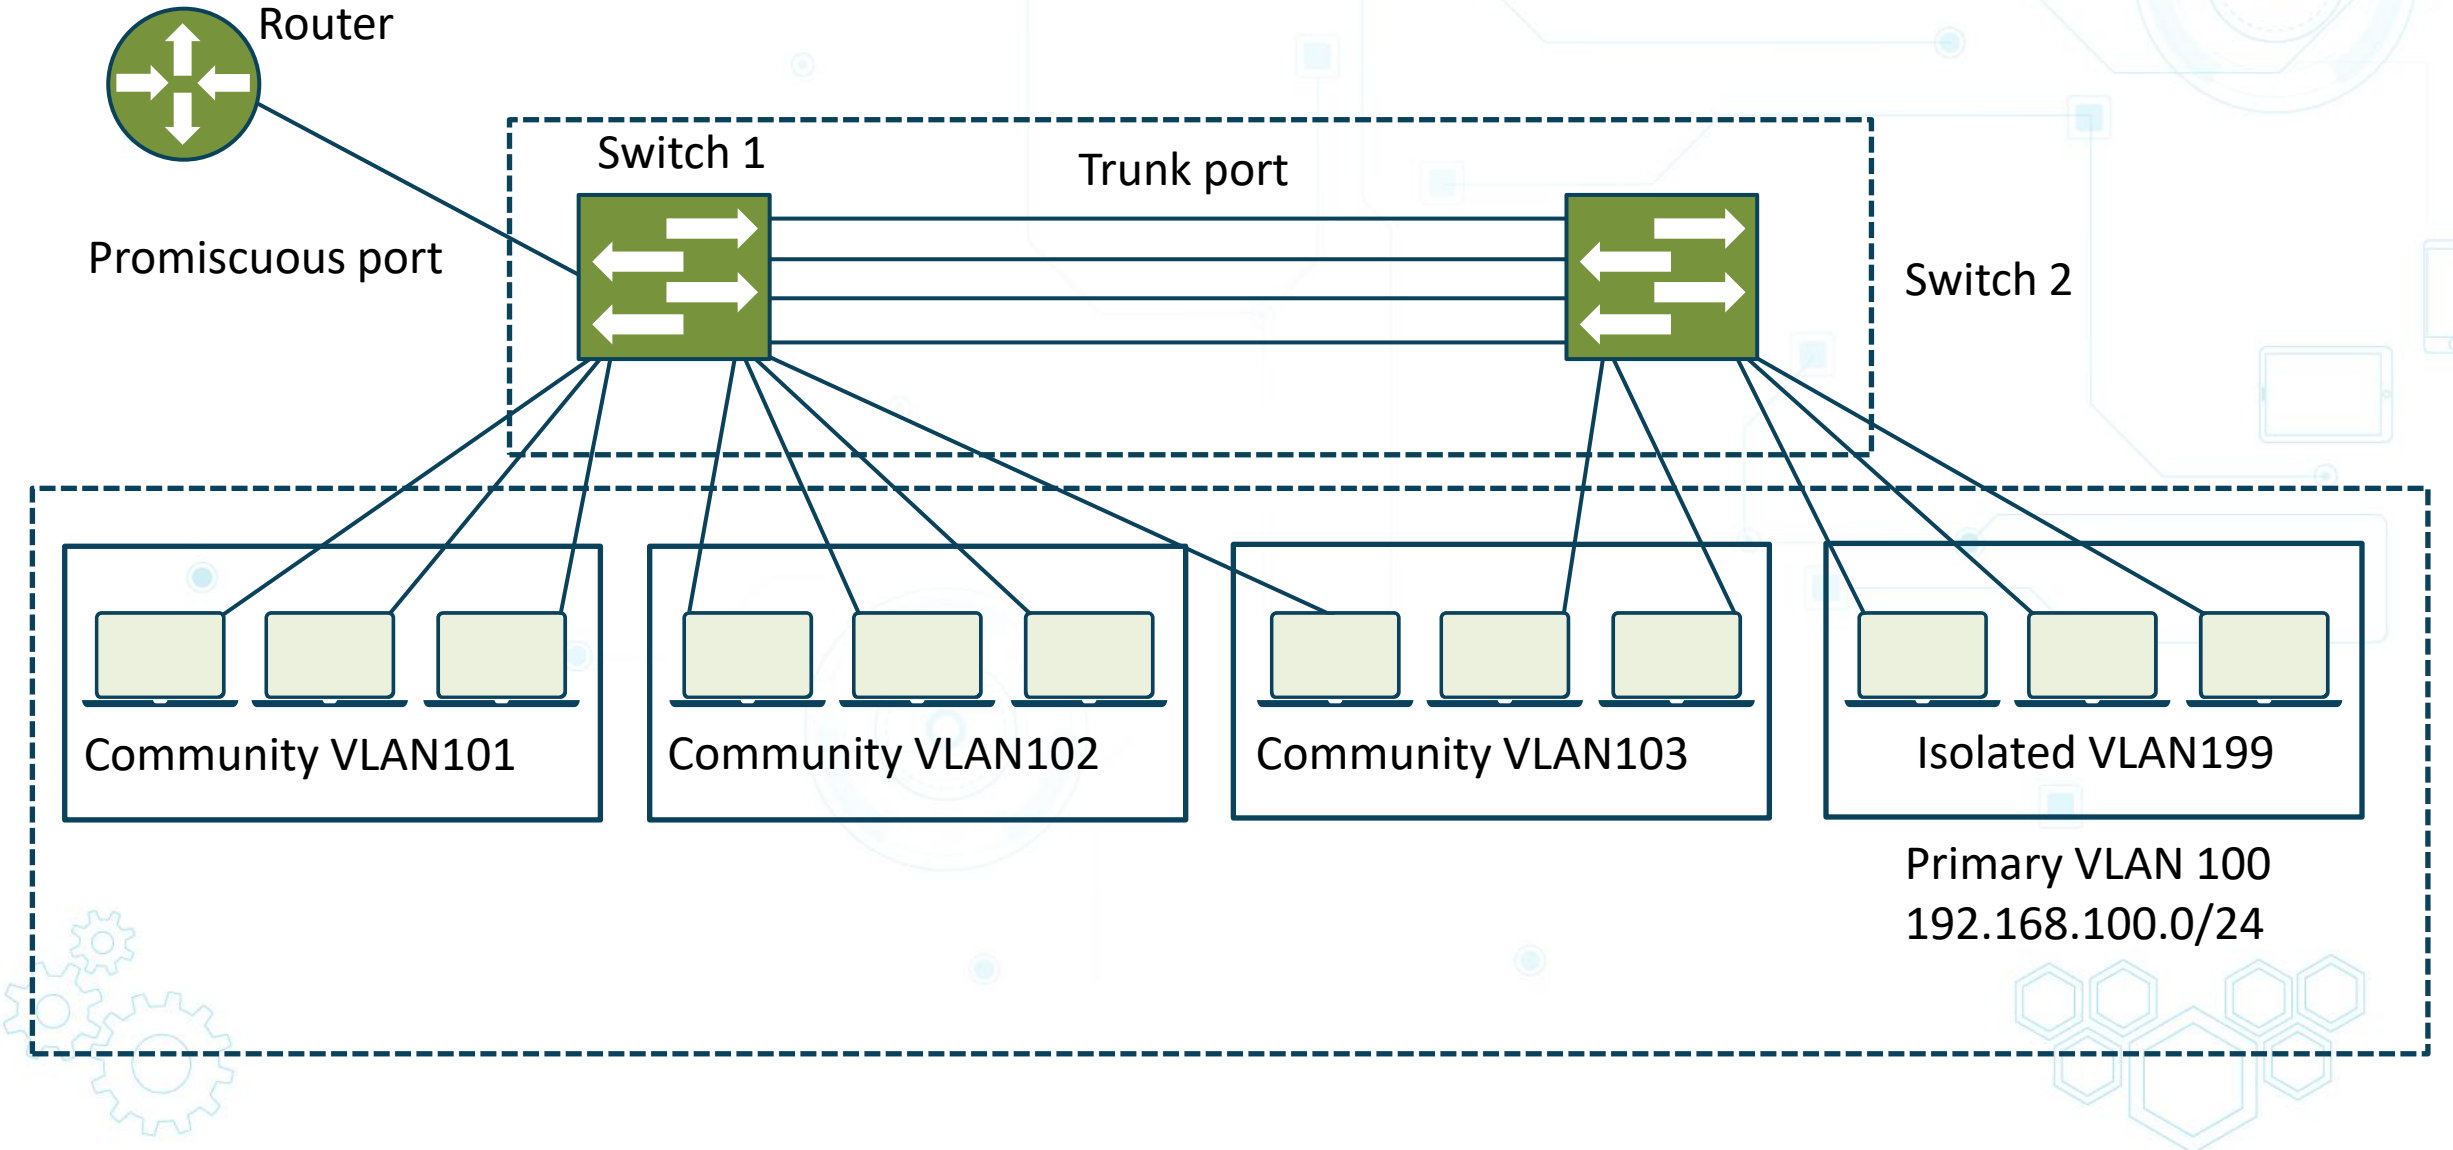 Router
Switch 1
Trunk port
Promiscuous port
Switch 2
Community VLAN101
Community VLAN102
Community VLAN103
Isolated VLAN199
Primary VLAN 100
192.168.100.0/24